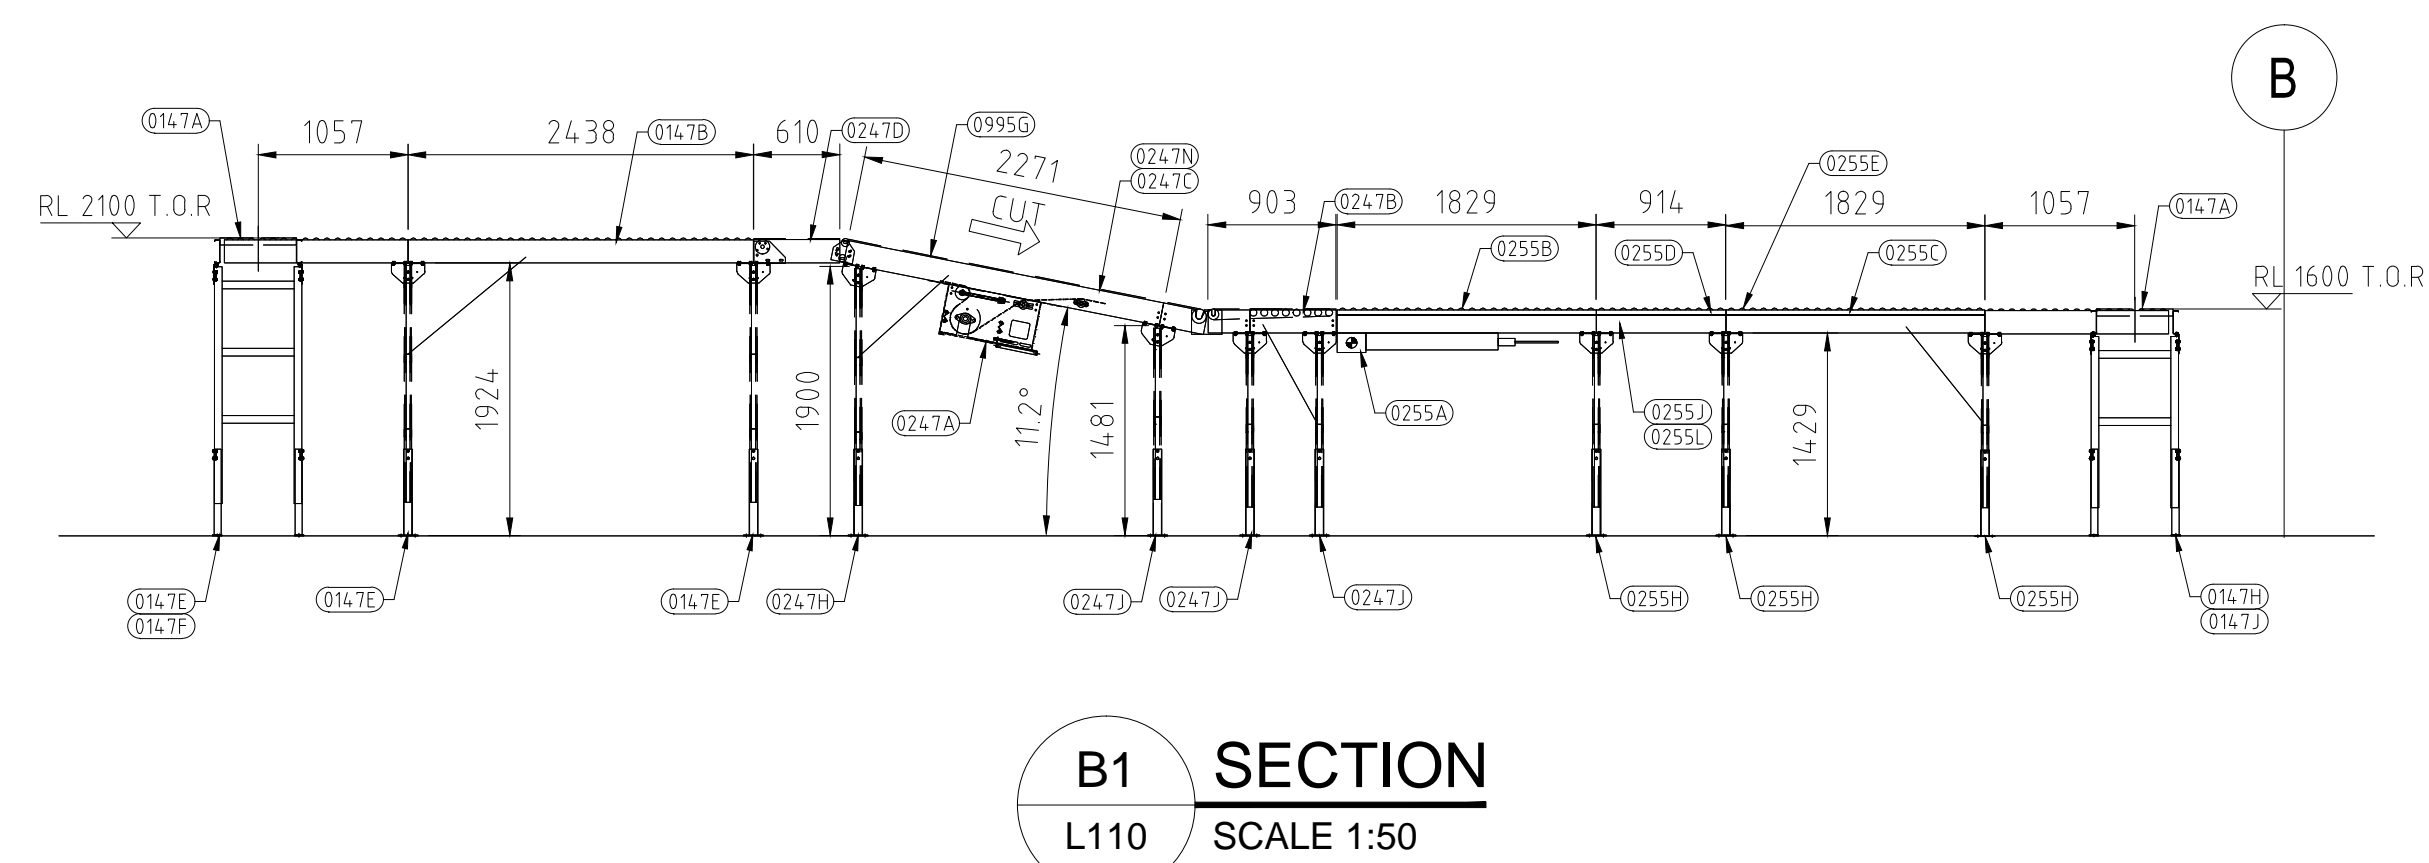 B
0147A
1057
2438
0147B
610
0247D
0995G
2271
0247N
0247C
CUT
903
0247B
1829
914
0255E
1829
1057
0147A
RL 2100 T.O.R
0255B
0255D
0255C
RL 1600 T.O.R
1924
1900
0247A
11.2°
1481
0255A
0255J
0255L
1429
0147E
0147F
0147E
0147E
0247H
0247J
0247J
0247J
0255H
0255H
0255H
0147H
0147J
B1
SECTION
L110
SCALE 1:50